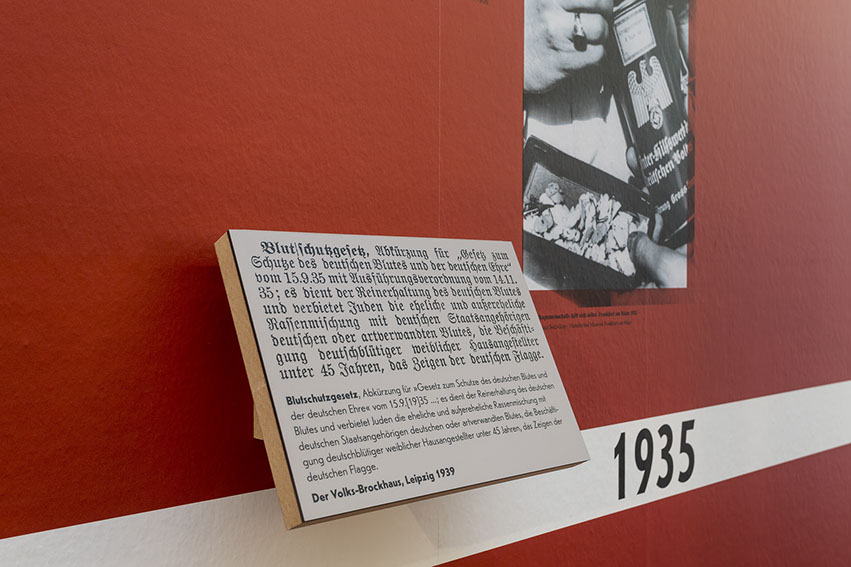 Winter-Hilfswerk
deutschen Volk
Blutschutzgesetz, Abkürzung für „Gesetz zum
Schutze des deutschen Blutes und der deutschen Ehre“
vom 15.9.35 mit Ausführungsverordnung vom 14.11.
35; es dient der Reinerhaltung des deutschen Blutes
und verbietet Juden die eheliche und außereheliche
Rassenmischung mit deutschen Staatsangehörigen
deutschen oder artverwandten Blutes, die Beschäfti-
gung deutschblütiger weiblicher Hausangestellter
unter 45 Jahren, das Zeigen der deutschen Flagge.
Blutschutzgesetz, Abkürzung für »Gesetz zum Schutze des deutschen Blutes und
der deutschen Ehre« vom 15.9.[19]35 ...; es dient der Reinerhaltung des deutschen
Blutes und verbietet Juden die eheliche und außereheliche Rassenmischung mit
deutschen Staatsangehörigen deutschen oder artverwandten Blutes, die Beschäfti-
gung deutschblütiger weiblicher Hausangestellter unter 45 Jahren, das Zeigen der
deutschen Flagge.
Der Volks-Brockhaus, Leipzig 1939
1935